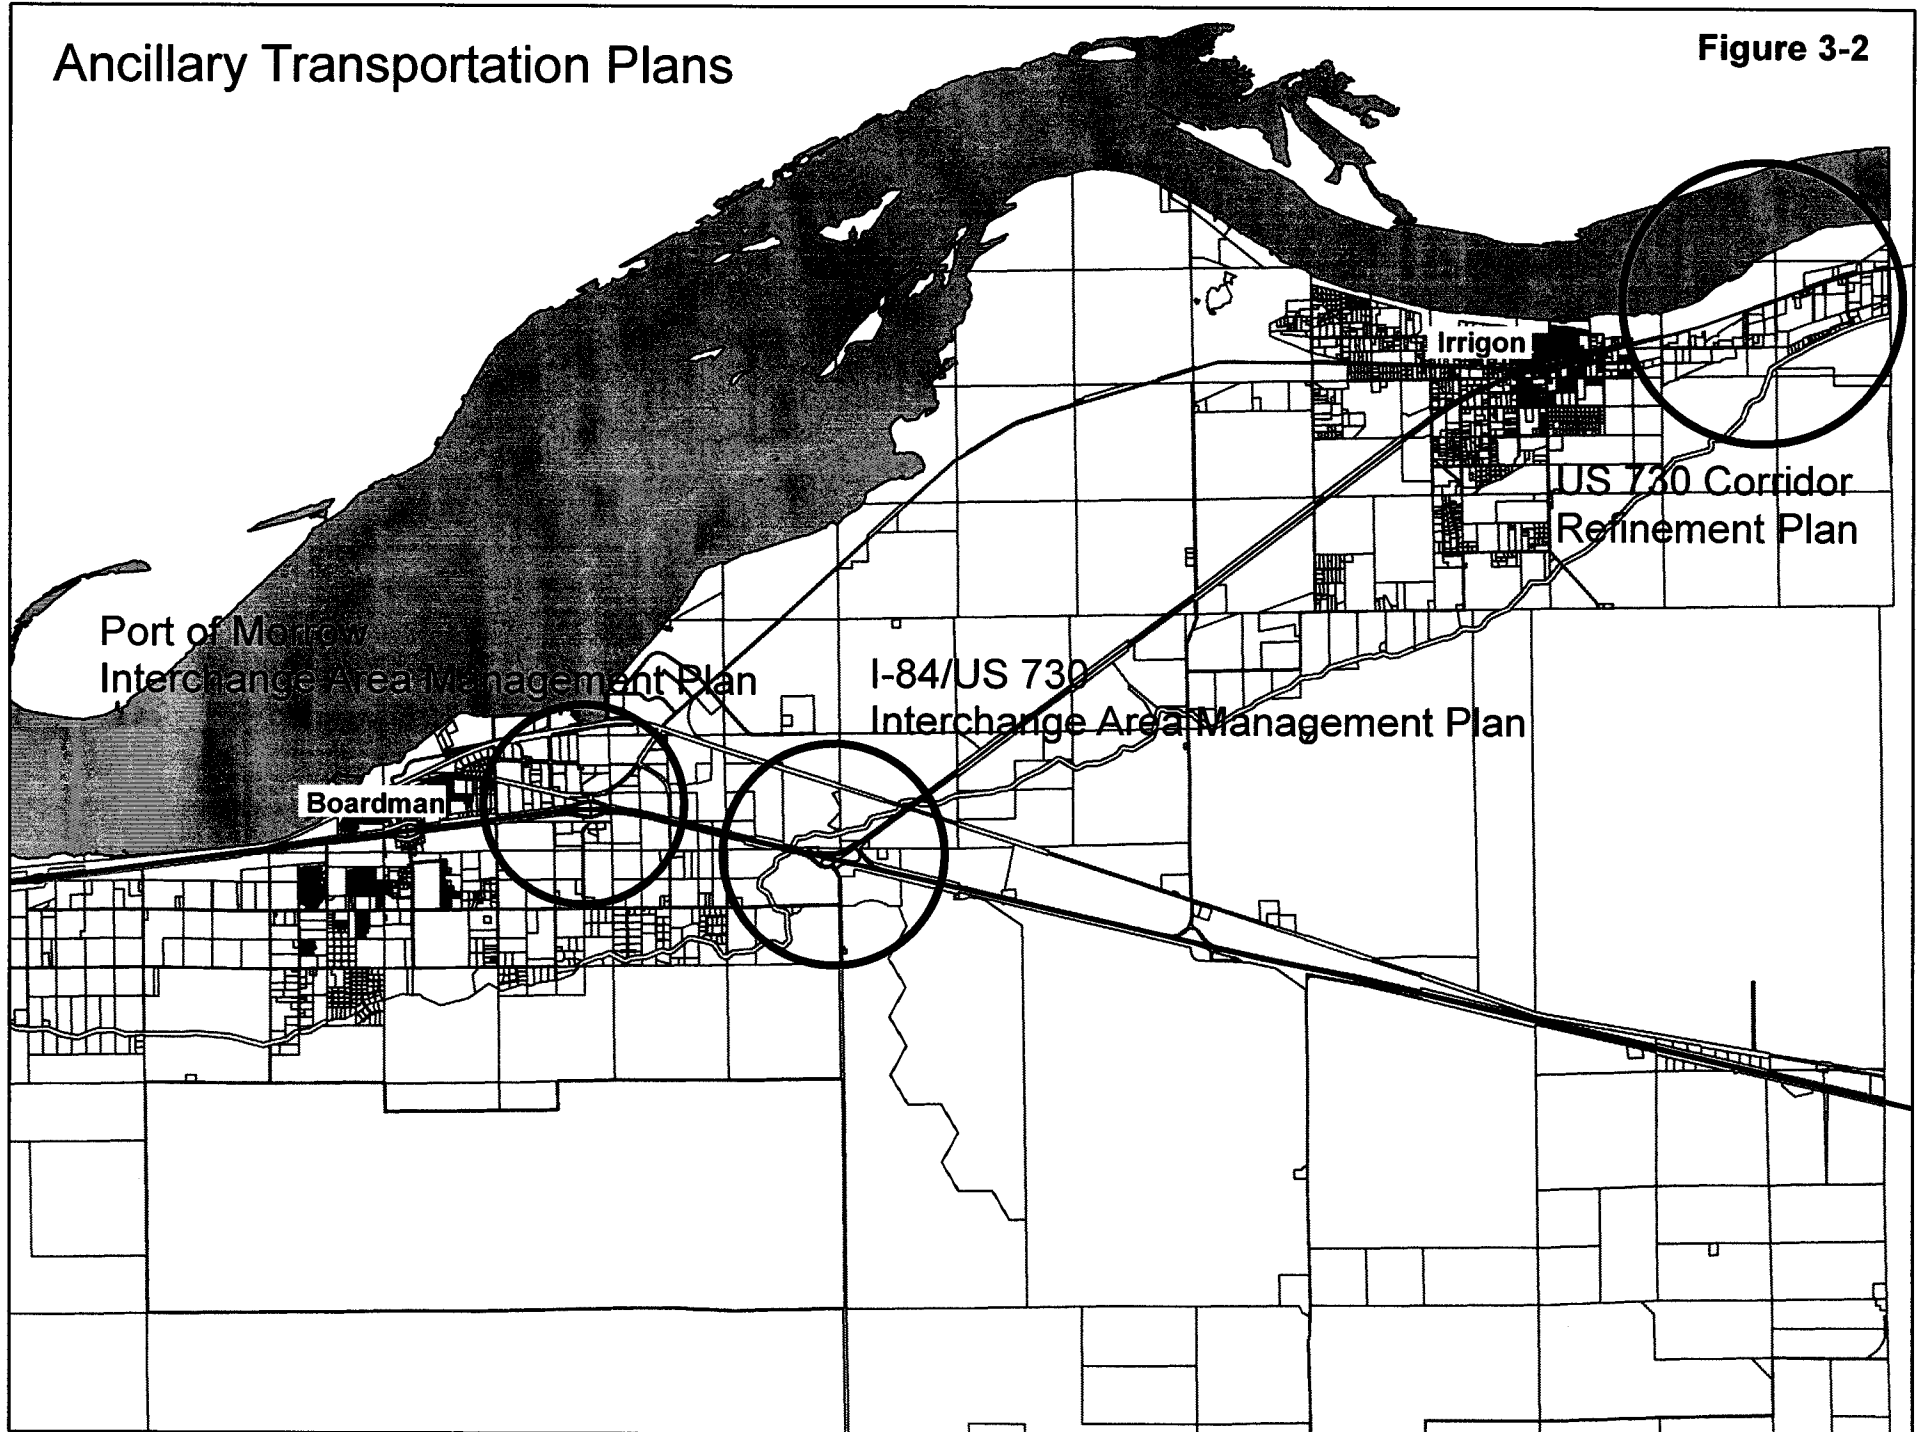 Ancillary Transportation Plans
Figure 3-2
Irrigon
US 730 Corridor
Refinement Plan
Port of Morrow
Interchange Area Management Plan
I-84/US 730
Interchange Area Management Plan
Boardman